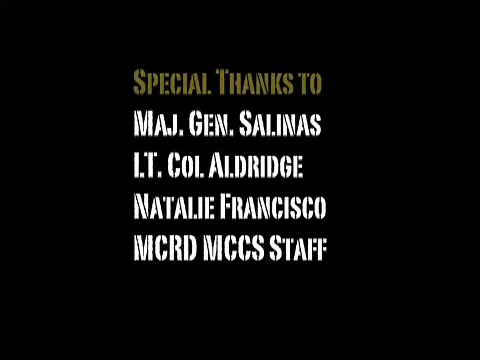 Special Thanks to
Maj. Gen. Salinas
LT. Col Aldridge
Natalie Francisco
MCRD MCCS Staff